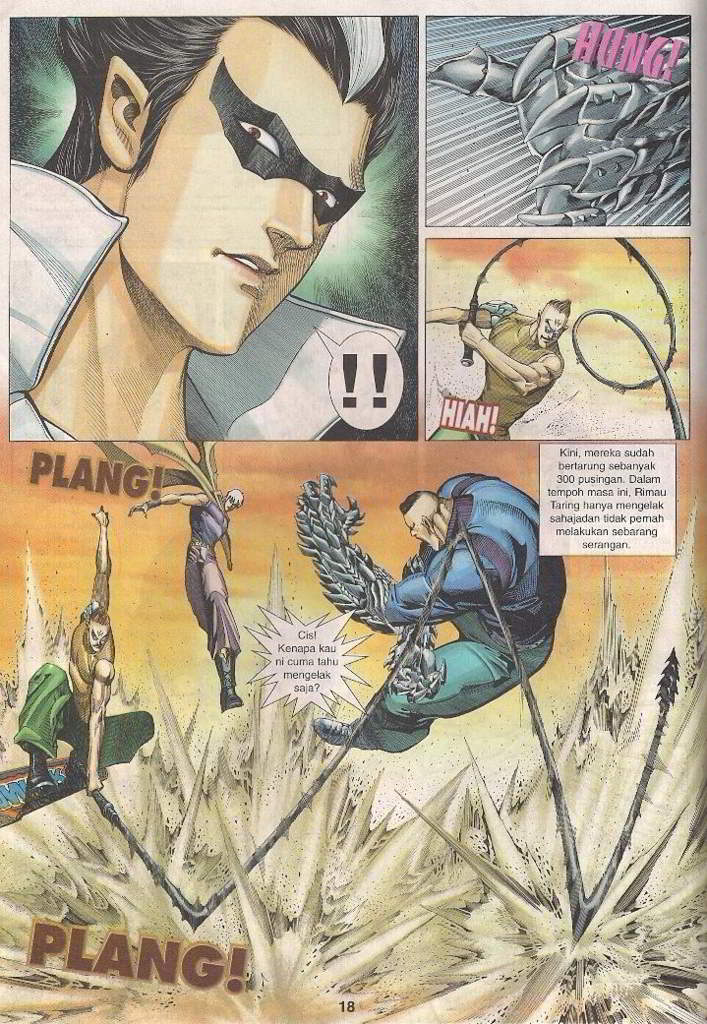 !!
HONG!
HIAH!
Kini, mereka sudah
bertarung sebanyak
300 pusingan. Dalam
tempoh masa ini, Rimau
Taring hanya mengelak
sahajadan tidak pernah
melakukan sebarang
serangan.
PLANG!
Cis!
Kenapa kau
ni cuma tahu
mengelak
saja?
PLANG!
18